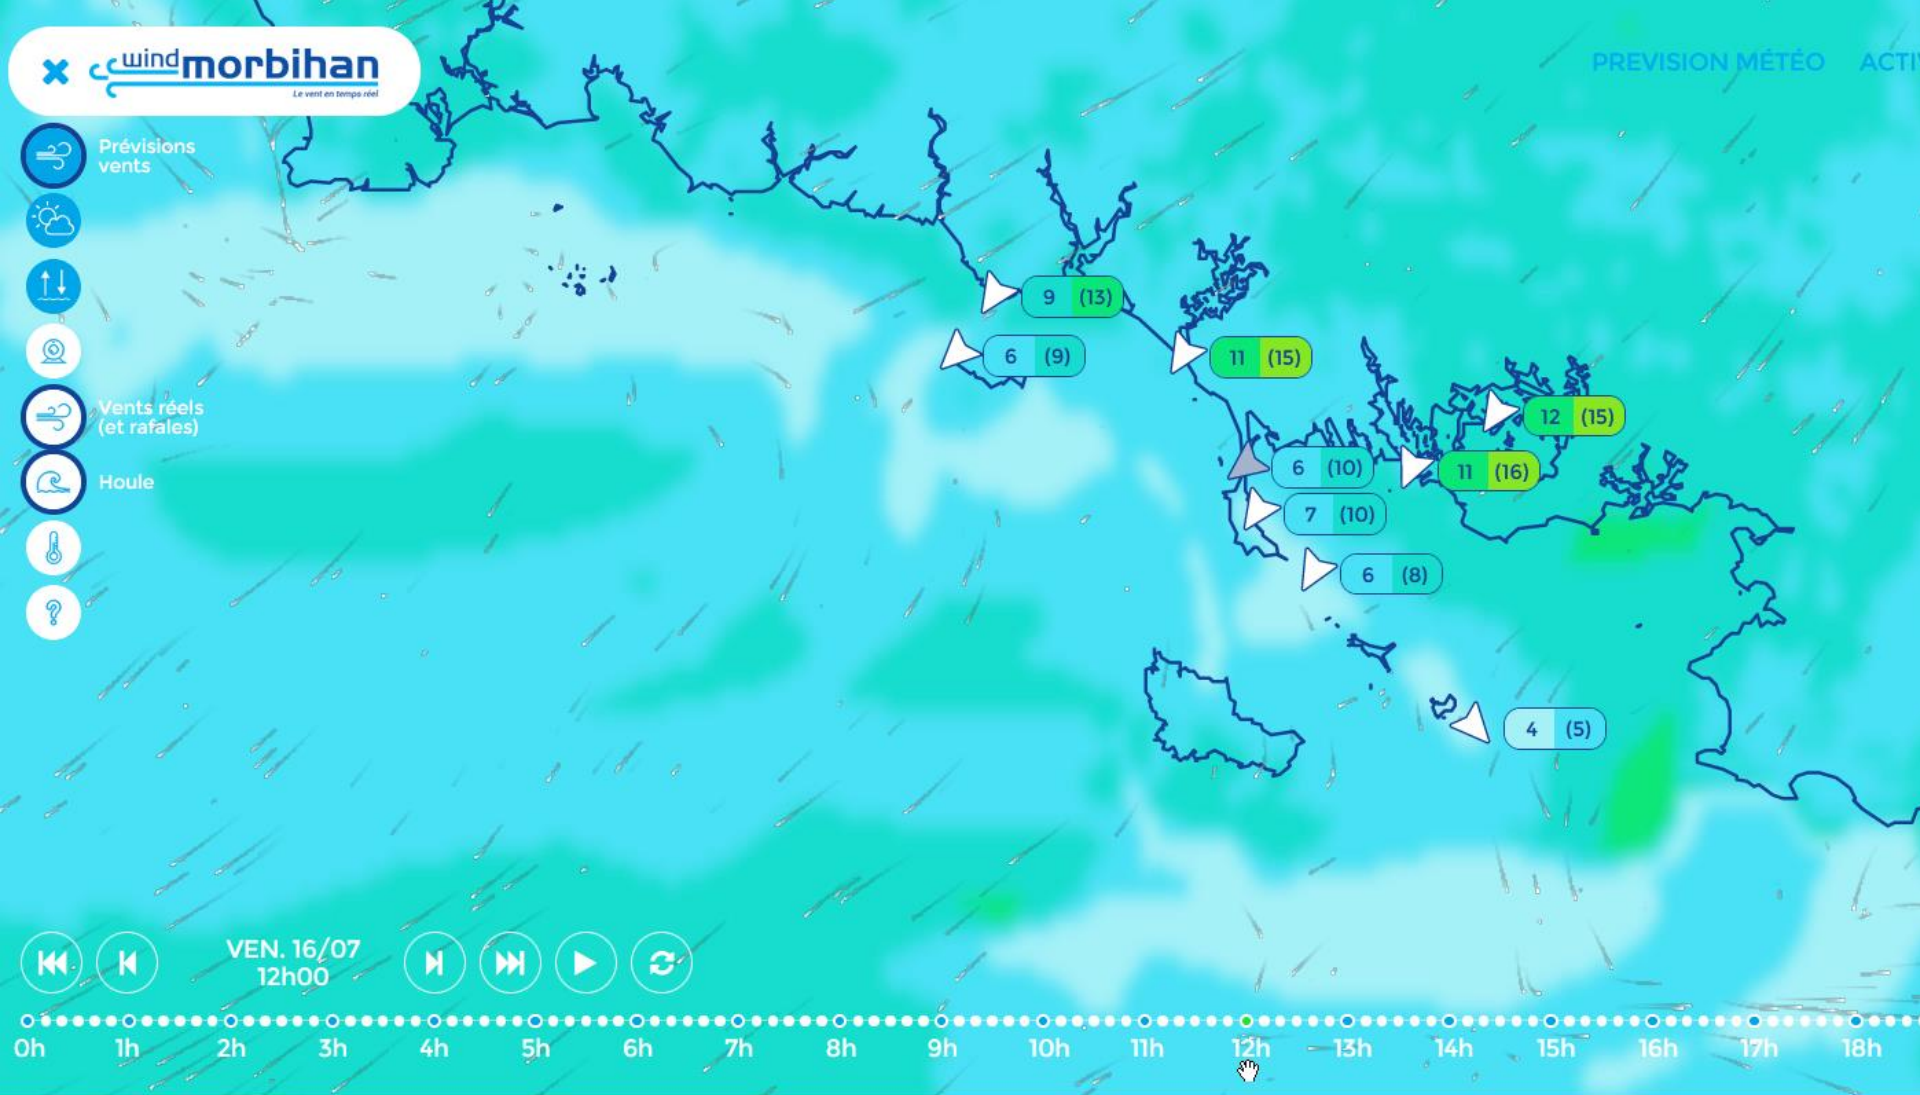 windmorbihan
Le vent en temps réel
PREVISION MÉTÉO ACTI
Prévisions
vents
Vents réels
(et rafales)
Houle
9 (13)
6 (9)
11 (15)
12 (15)
6 (10)
11 (16)
7 (10)
6 (8)
4 (5)
VEN. 16/07
12h00
0h 1h 2h 3h 4h 5h 6h 7h 8h 9h 10h 11h 12h 13h 14h 15h 16h 17h 18h